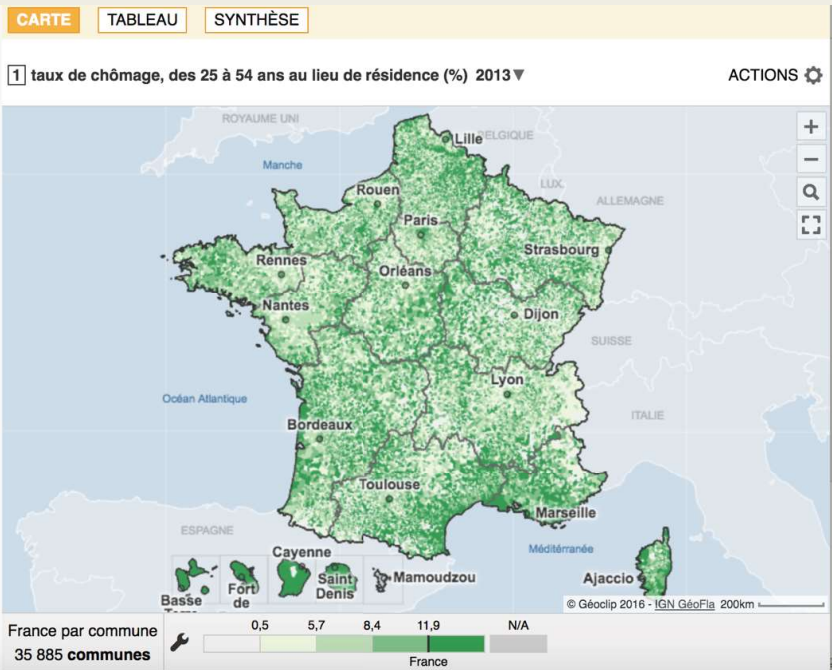 CARTE TABLEAU SYNTHÈSE
1 taux de chômage, des 25 à 54 ans au lieu de résidence (%) 2013▼ ACTIONS
ROYAUME UNI
Lille
BELGIQUE
Manche
LUX.
Rouen
ALLEMAGNE
Paris
Strasbourg
Rennes
Orléans
Nantes
Dijon
SUISSE
Lyon
Océan Atlantique
ITALIE
Bordeaux
Toulouse
Marseille
ESPAGNE
Cayenne
Méditérranée
Mamoudzou
Ajaccio
Saint
Denis
Fort
de
Basse
© Géoclip 2016 - IGN GéoFla 200km
France par commune
35 885 communes
0,5 5,7 8,4 11,9 N/A
France